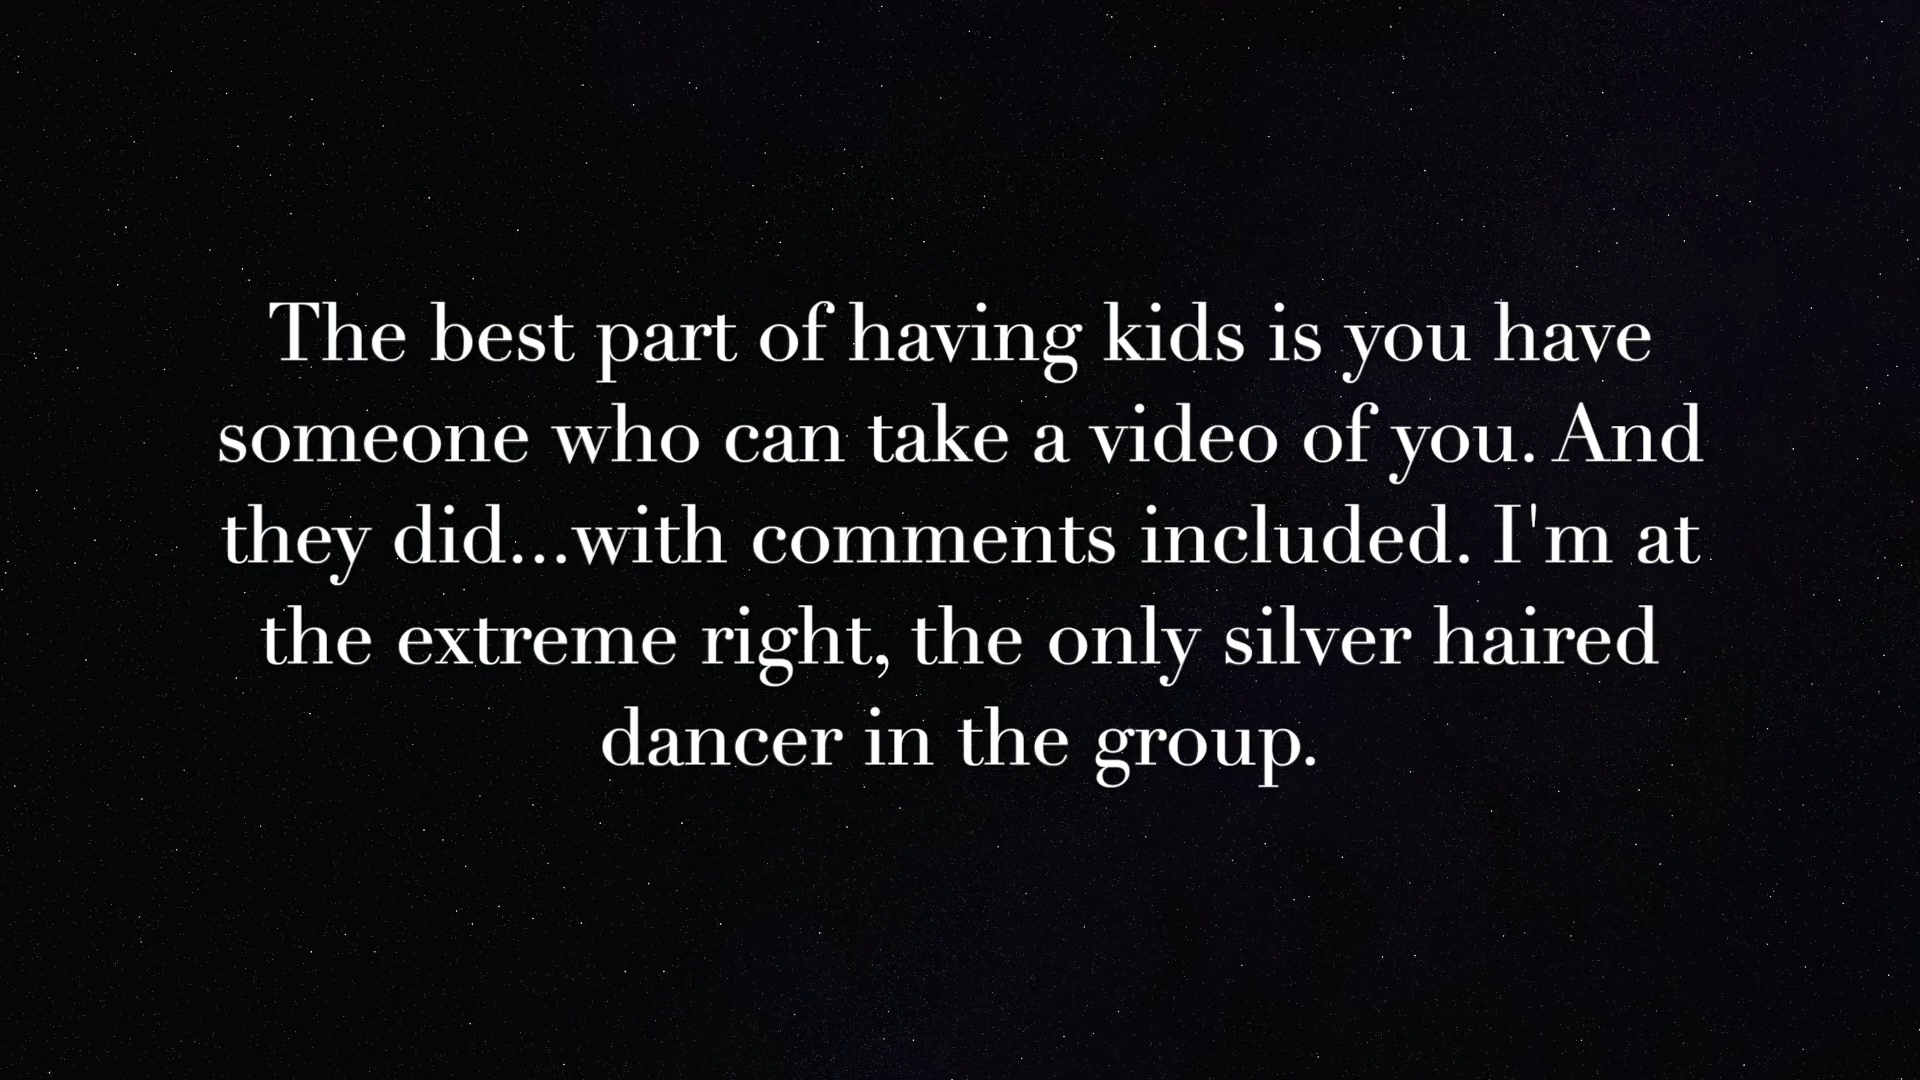 The best part of having kids is you have
someone who can take a video of you. And
they did...with comments included. I'm at
the extreme right, the only silver haired
dancer in the group.